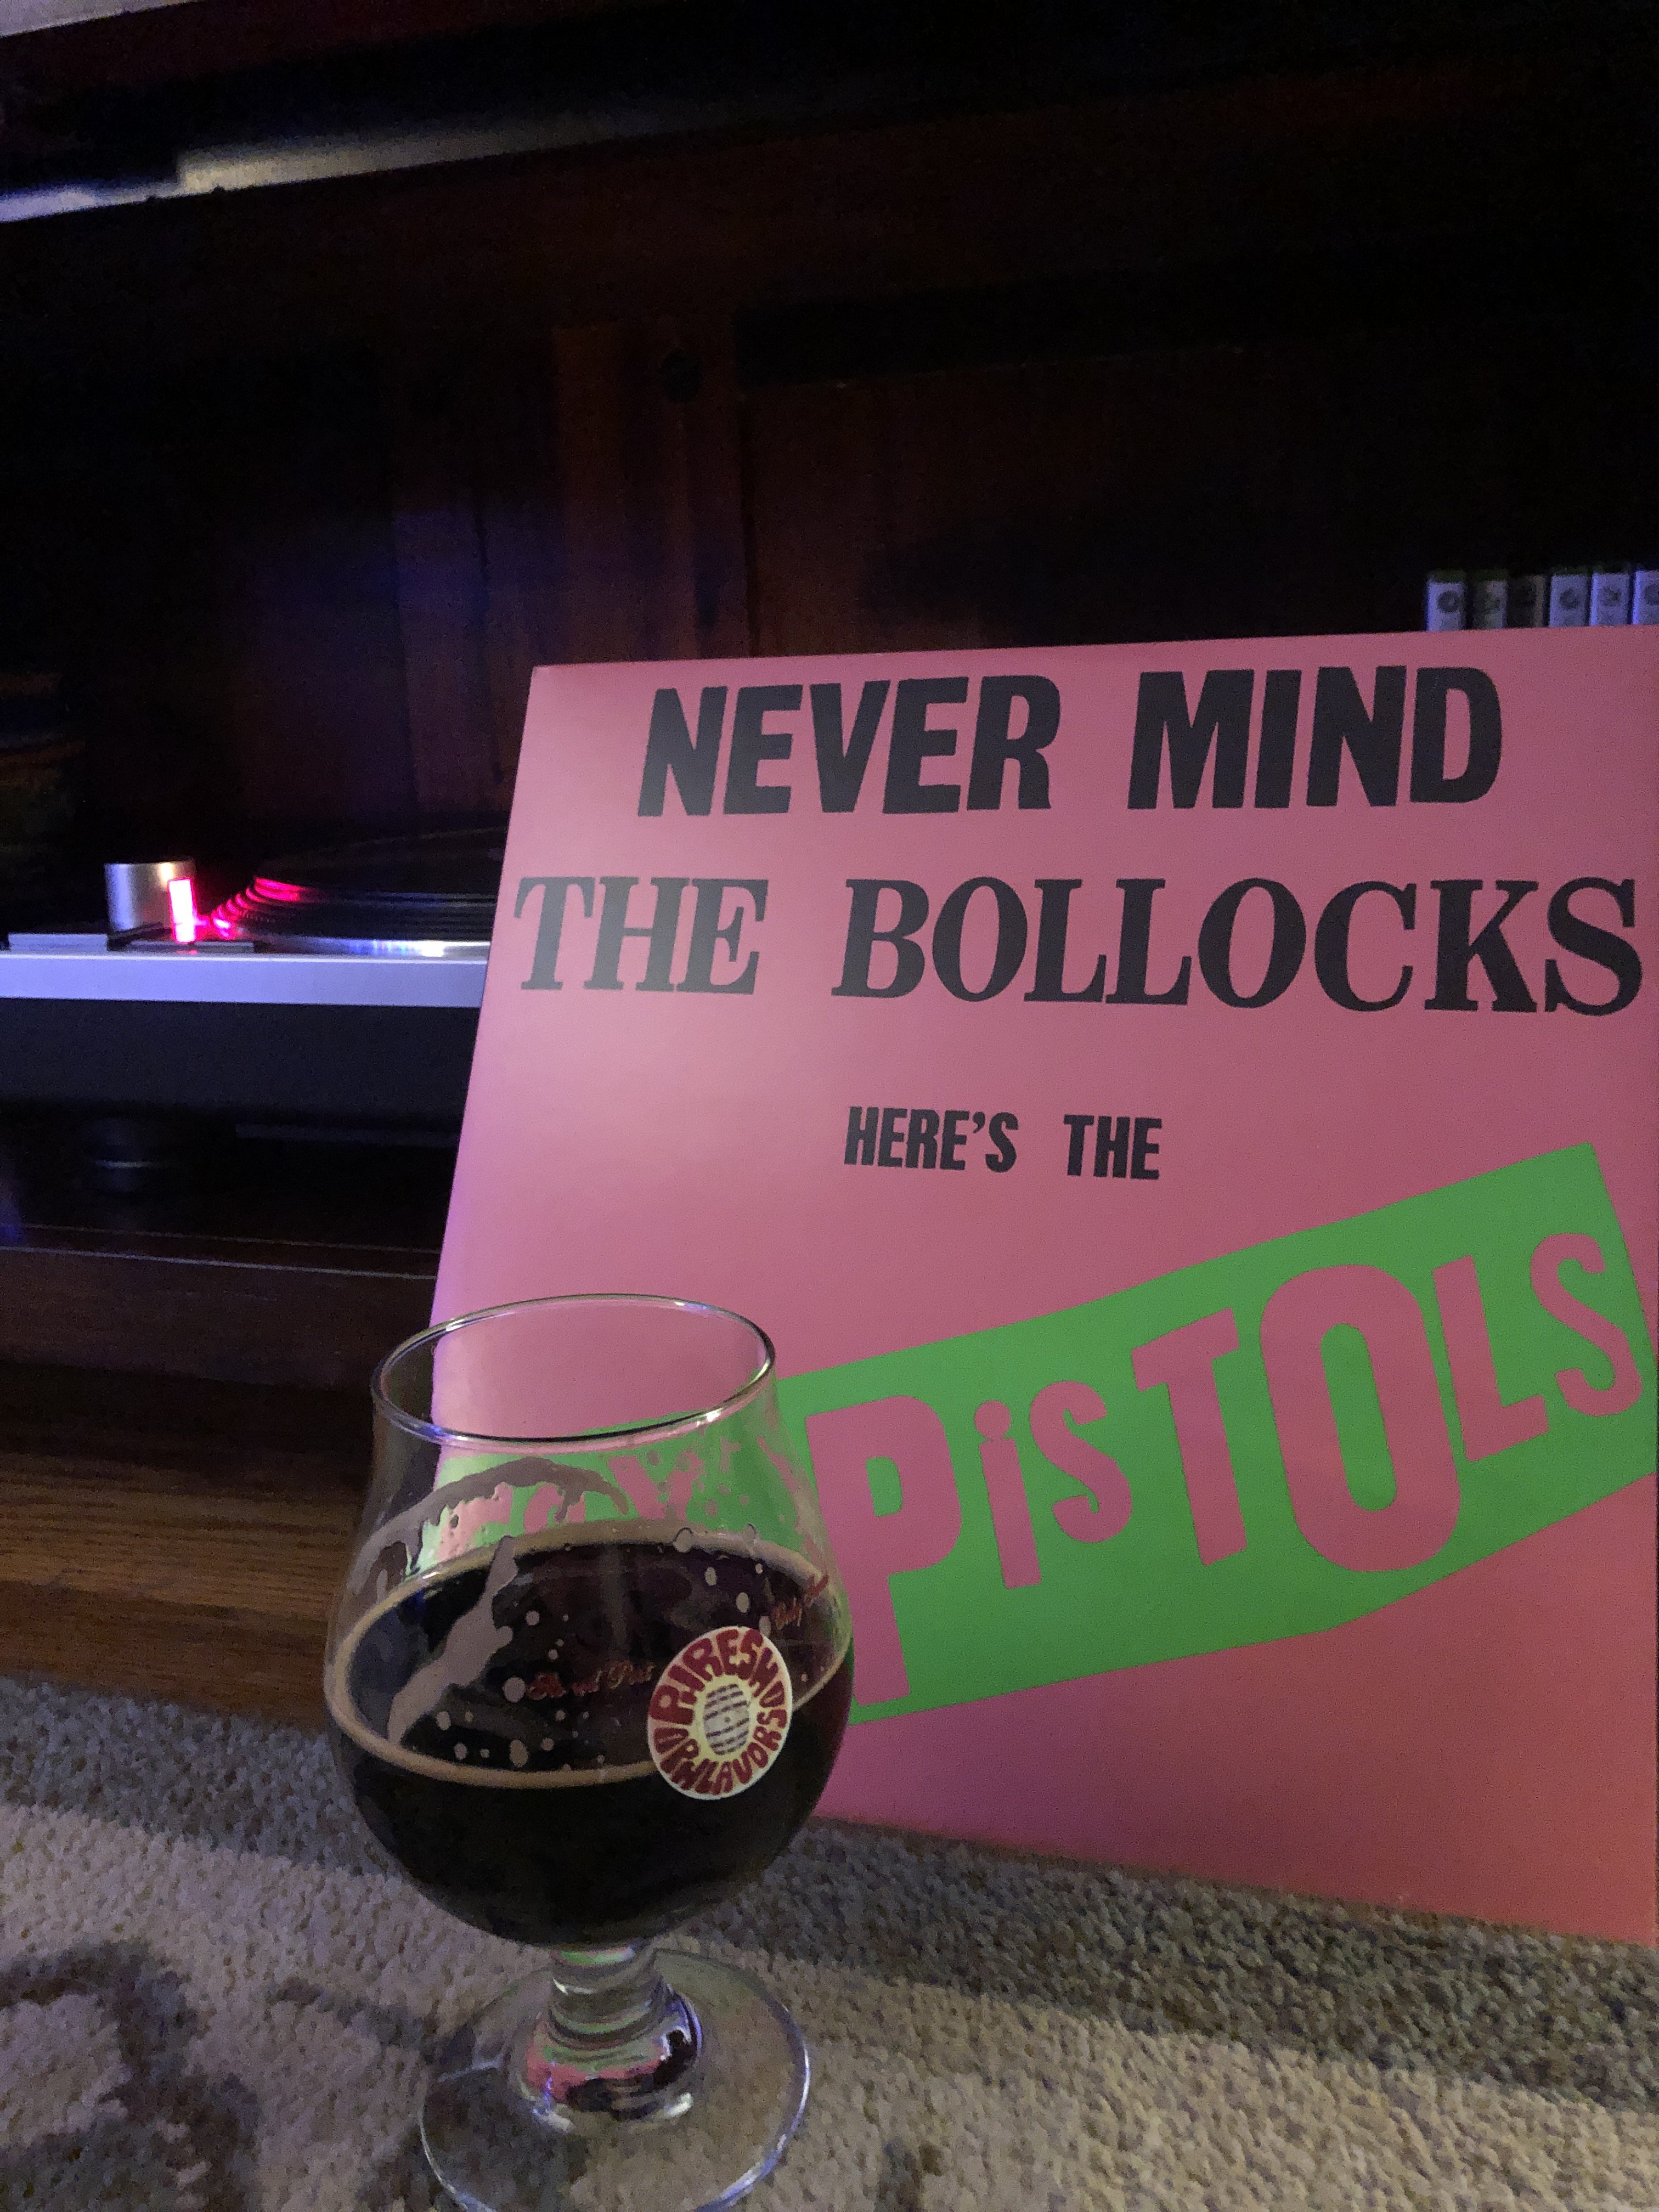 NEVER MIND
THE BOLLOCKS
HERE'S THE
PiSTOLS